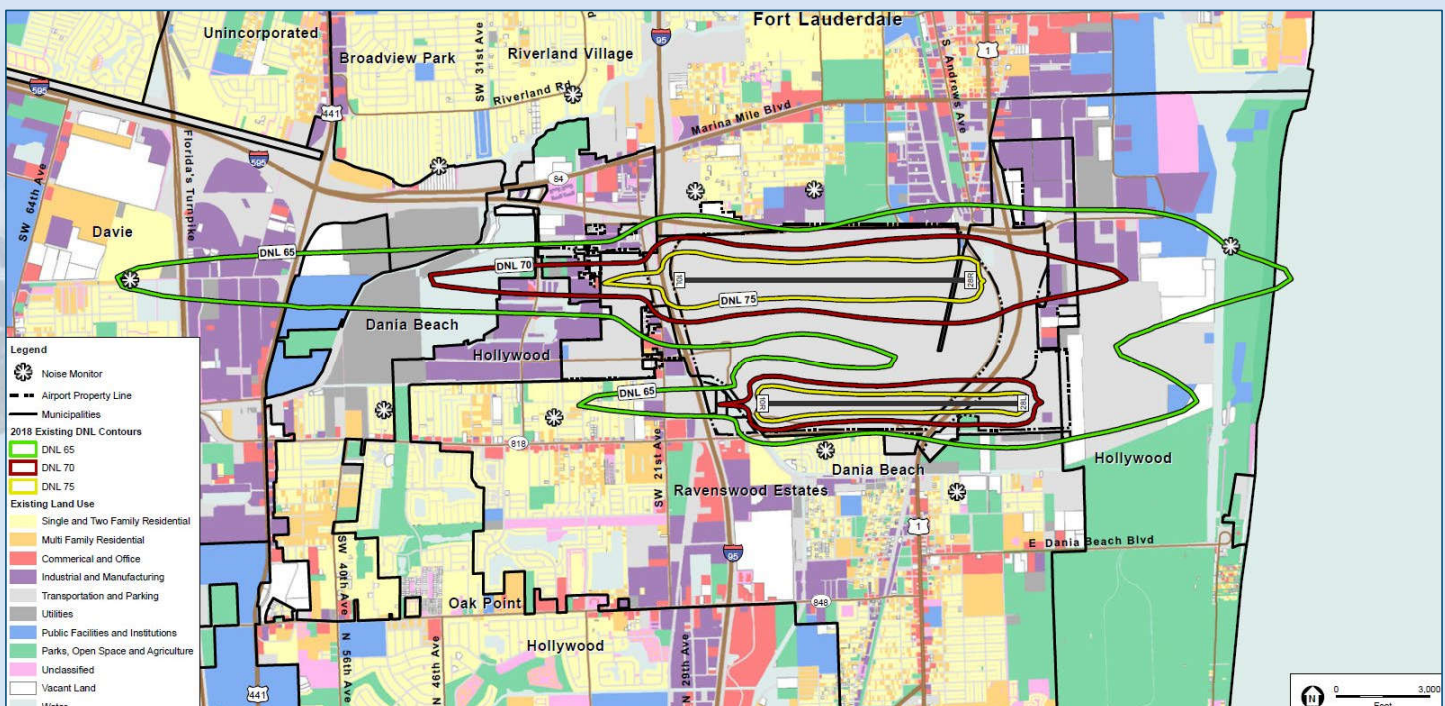 Fort Lauderdale
Unincorporated
Broadview Park
SW 31st Ave
Riverland Village
95
S Andrews Ave
1
595
441
Riverland Rd
Marina Mile Blvd
Florida's Turnpike
595
SW 64th Ave
84
Davie
DNL 65
DNL 70
10L
28R
DNL 75
Dania Beach
Hollywood
DNL 65
10R
28L
818
SW 21st Ave
Dania Beach
Hollywood
Ravenswood Estates
1
95
E Dania Beach Blvd
SW 40th Ave
Oak Point
848
Hollywood
N 56th Ave
N 46th Ave
N 29th Ave
441
Legend
Noise Monitor
Airport Property Line
Municipalities
2018 Existing DNL Contours
DNL 65
DNL 70
DNL 75
Existing Land Use
Single and Two Family Residential
Multi Family Residential
Commerical and Office
Industrial and Manufacturing
Transportation and Parking
Utilities
Public Facilities and Institutions
Parks, Open Space and Agriculture
Unclassified
Vacant Land
Water
N
0 3,000
Feet